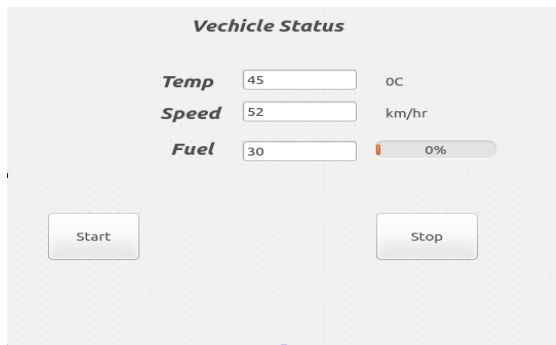 Vechicle Status
Temp 45 0C
Speed 52 km/hr
Fuel 30 0%
Start Stop